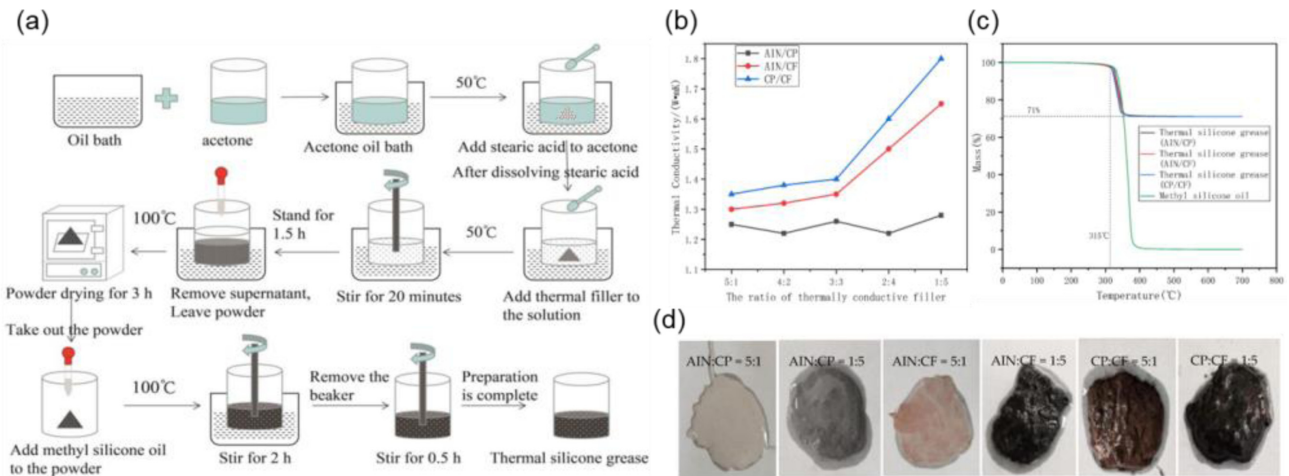 (a)
Oil bath
acetone
Acetone oil bath
50℃
Add stearic acid to acetone
After dissolving stearic acid
Add thermal filler to
the solution
50℃
Stir for 20 minutes
Stand for
1.5 h
Remove supernatant,
Leave powder
100℃
Powder drying for 3 h
Take out the powder
Add methyl silicone oil
to the powder
100℃
Stir for 2 h
Remove the
beaker
Stir for 0.5 h
Preparation
is complete
Thermal silicone grease
(b)
Thermal Conductivity/(W•mK)
1.8
1.7
1.6
1.5
1.4
1.3
1.2
1.1
AIN/CP
AIN/CF
CP/CF
5:1 4:2 3:3 2:4 1:5
The ratio of thermally conductive filler
(c)
Mass(%)
100
80
60
40
20
0
71%
315℃
Thermal silicone grease
(AIN/CP)
Thermal silicone grease
(AIN/CF)
Thermal silicone grease
(CP/CF)
Methyl silicone oil
0 100 200 300 400 500 600 700 800
Temperature(℃)
(d)
AIN:CP = 5:1
AIN:CP = 1:5
AIN:CF = 5:1
AIN:CF = 1:5
CP:CF = 5:1
CP:CF = 1:5